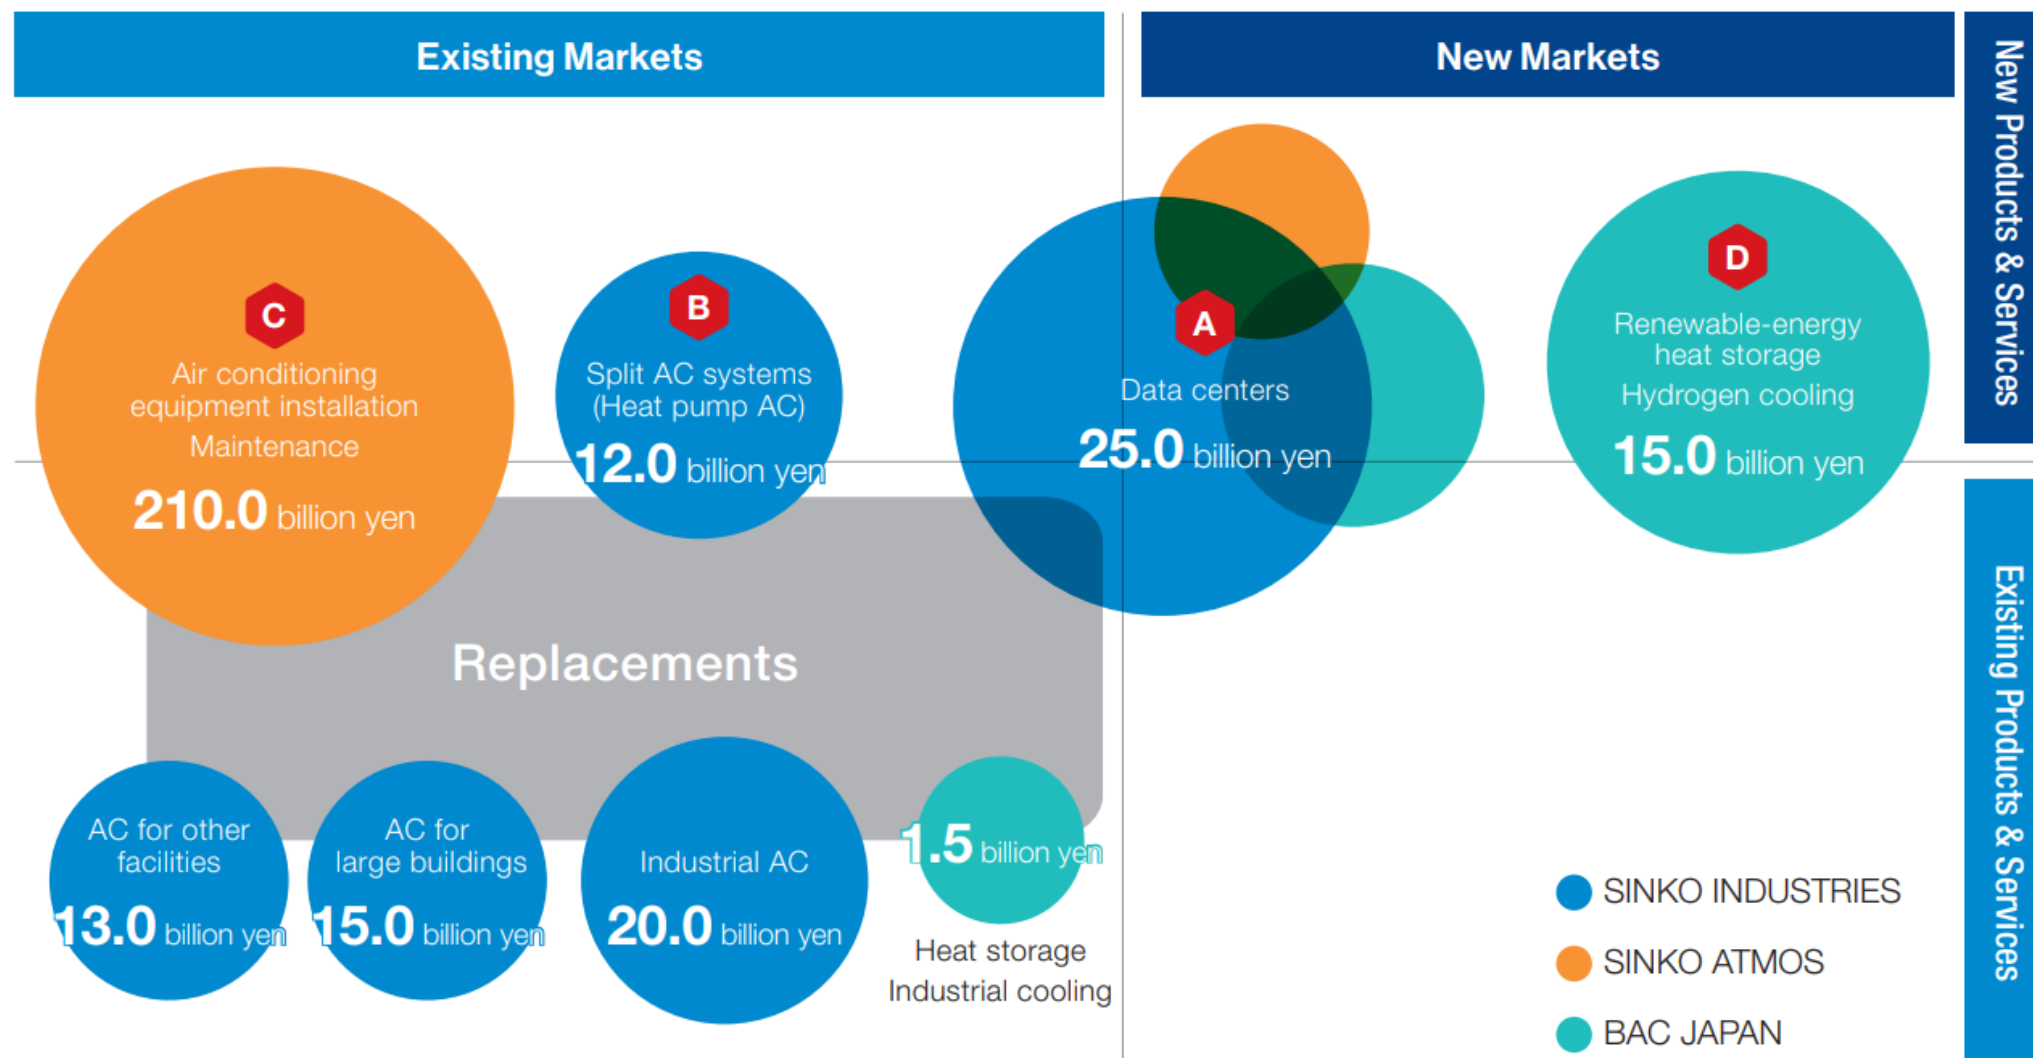 Existing Markets
New Markets
New Products & Services
C
Air conditioning
equipment installation
Maintenance
210.0 billion yen
B
Split AC systems
(Heat pump AC)
12.0 billion yen
A
Data centers
25.0 billion yen
D
Renewable-energy
heat storage
Hydrogen cooling
15.0 billion yen
Existing Products & Services
Replacements
AC for other
facilities
13.0 billion yen
AC for
large buildings
15.0 billion yen
Industrial AC
20.0 billion yen
1.5 billion yen
Heat storage
Industrial cooling
SINKO INDUSTRIES
SINKO ATMOS
BAC JAPAN